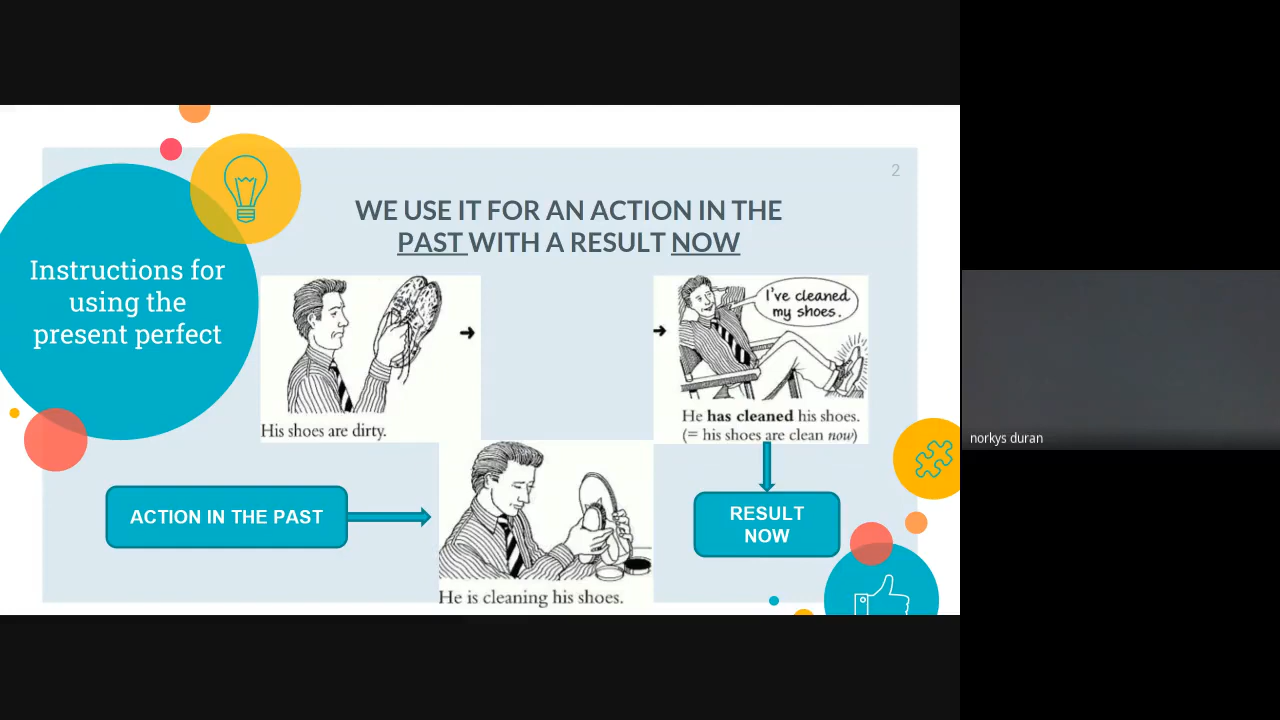 2
WE USE IT FOR AN ACTION IN THE
PAST WITH A RESULT NOW
Instructions for
using the
present perfect
I've cleaned
my shoes.
His shoes are dirty.
He has cleaned his shoes.
(= his shoes are clean now)
ACTION IN THE PAST
RESULT
NOW
He is cleaning his shoes.
norkys duran